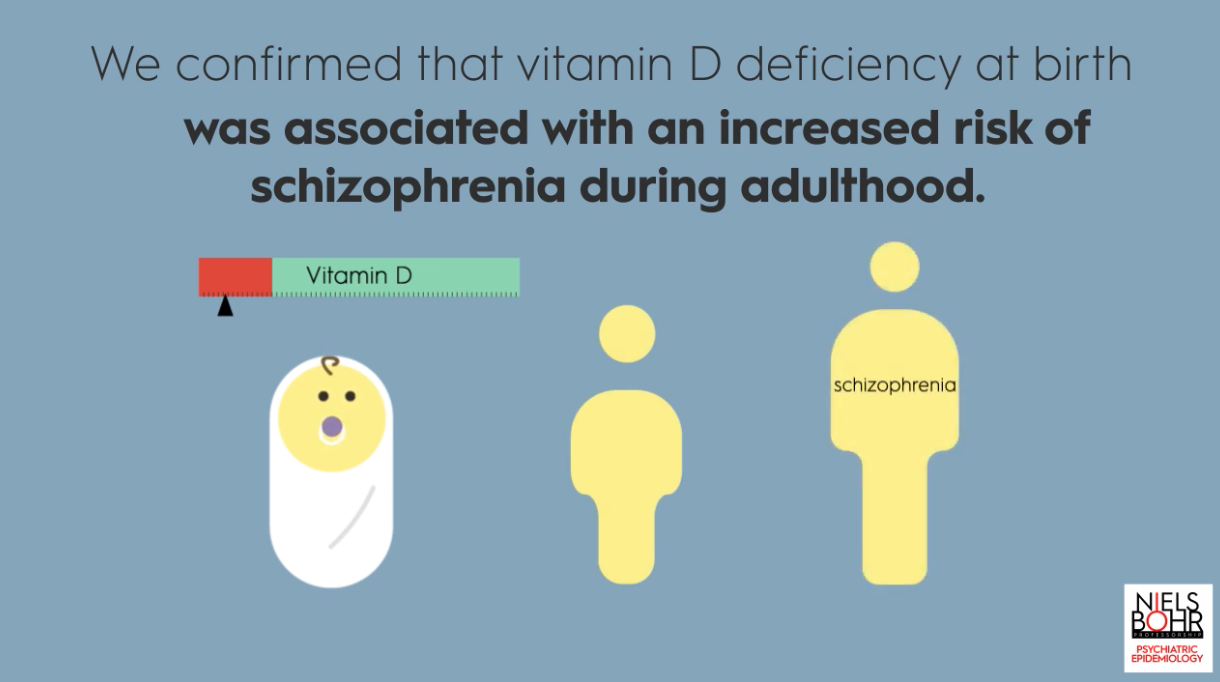 We confirmed that vitamin D deficiency at birth
was associated with an increased risk of
schizophrenia during adulthood.
Vitamin D
schizophrenia
NIELS
BOHR
PROFESSORSHIP
PSYCHIATRIC
EPIDEMIOLOGY